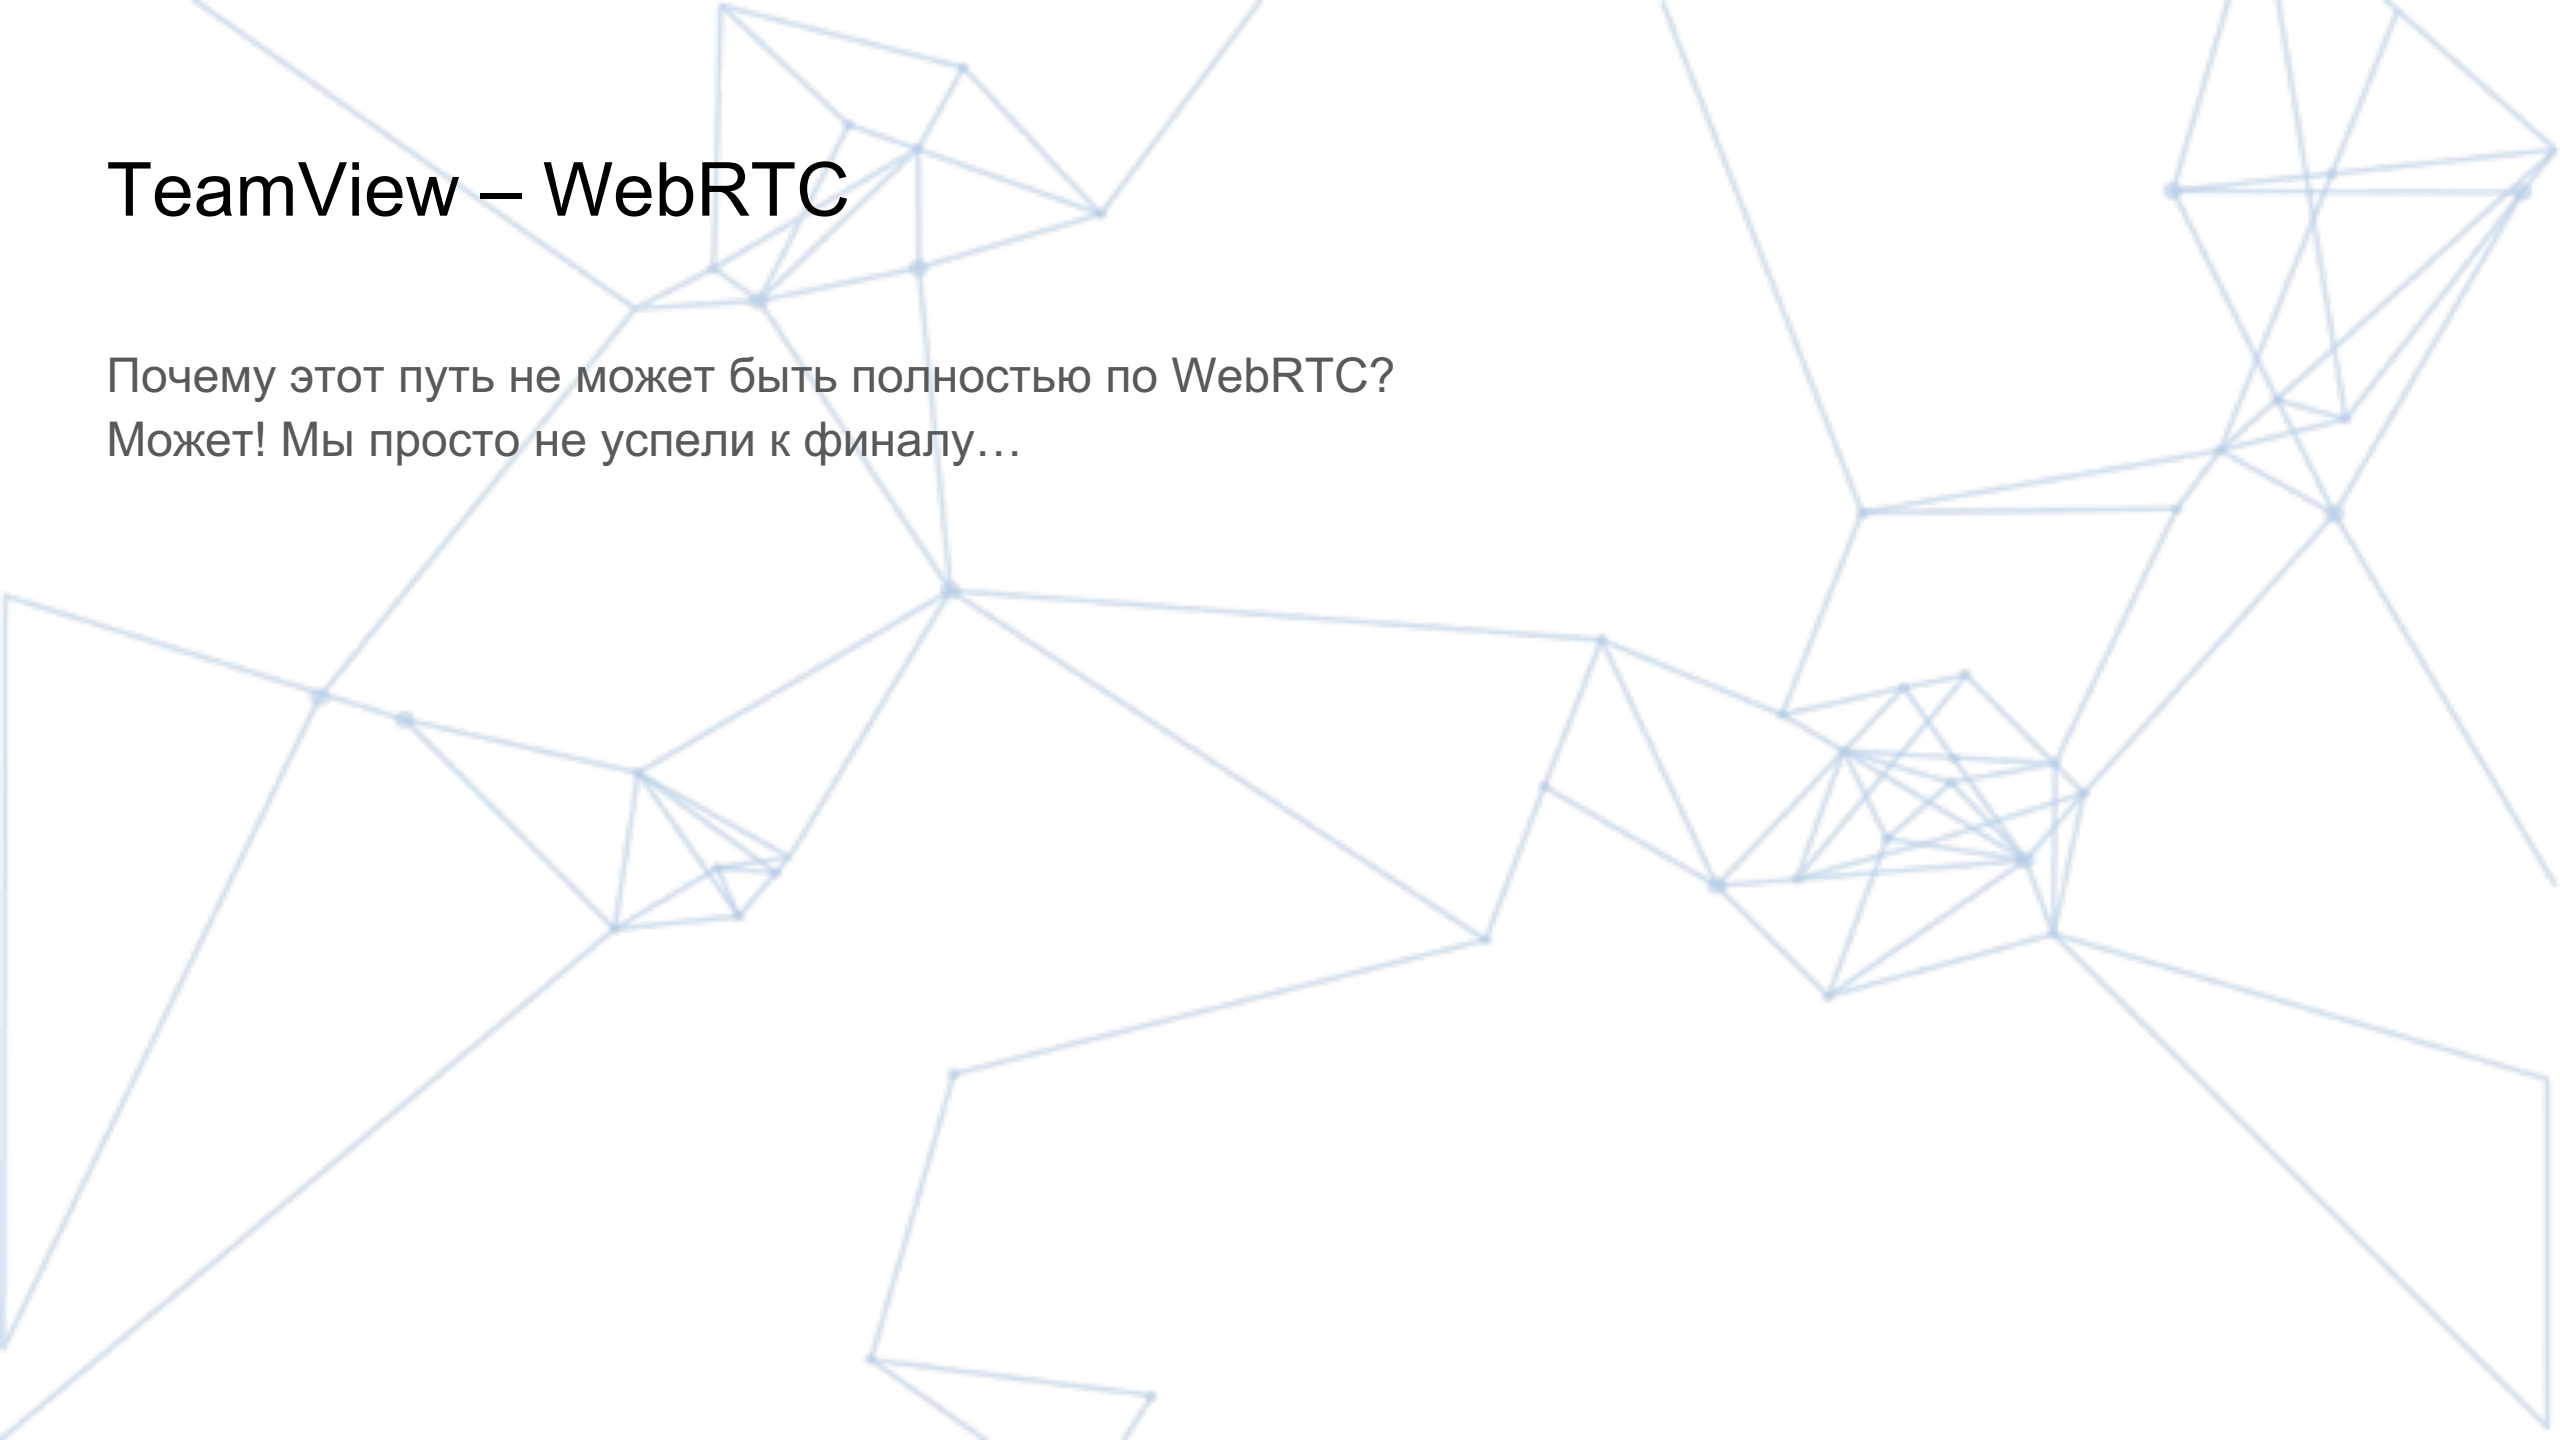 TeamView – WebRTC
Почему этот путь не может быть полностью по WebRTC?
Может! Мы просто не успели к финалу…